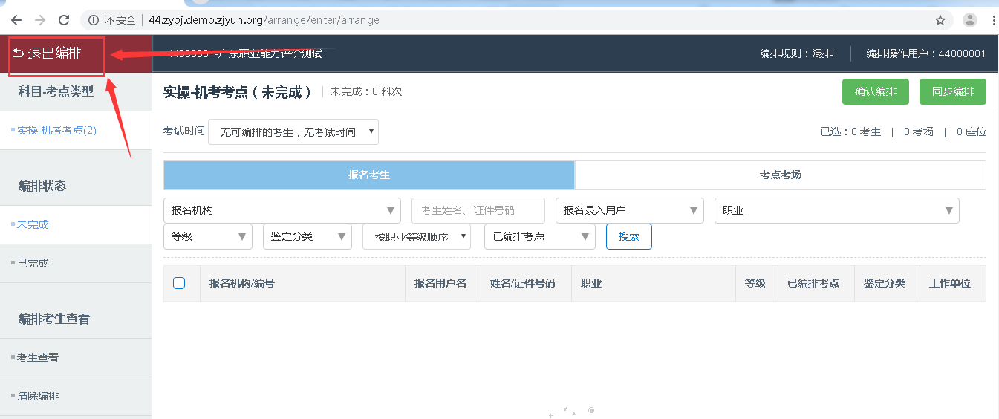 不安全 44.zypj.demo.zjyun.org/arrange/enter/arrange
退出编排
44000001-广东职业能力评价测试 编排规则：混排 编排操作用户：44000001
科目-考点类型
实操-机考考点(2)
编排状态
未完成
已完成
编排考生查看
考生查看
清除编排
实操-机考考点（未完成） 未完成：0 科次 确认编排 同步编排
考试时间 无可编排的考生，无考试时间 已选：0 考生 | 0 考场 | 0 座位
报名考生 考点考场
报名机构 考生姓名、证件号码 报名录入用户 职业
等级 鉴定分类 按职业等级顺序 已编排考点 搜索
报名机构/编号 报名用户名 姓名/证件号码 职业 等级 已编排考点 鉴定分类 工作单位